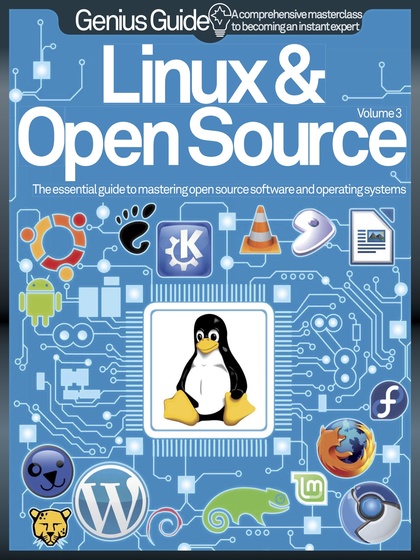 Genius Guide
A comprehensive masterclass
to becoming an instant expert
Linux &
Volume 3
Open Source
The essential guide to mastering open source software and operating systems
K
W
f
lm